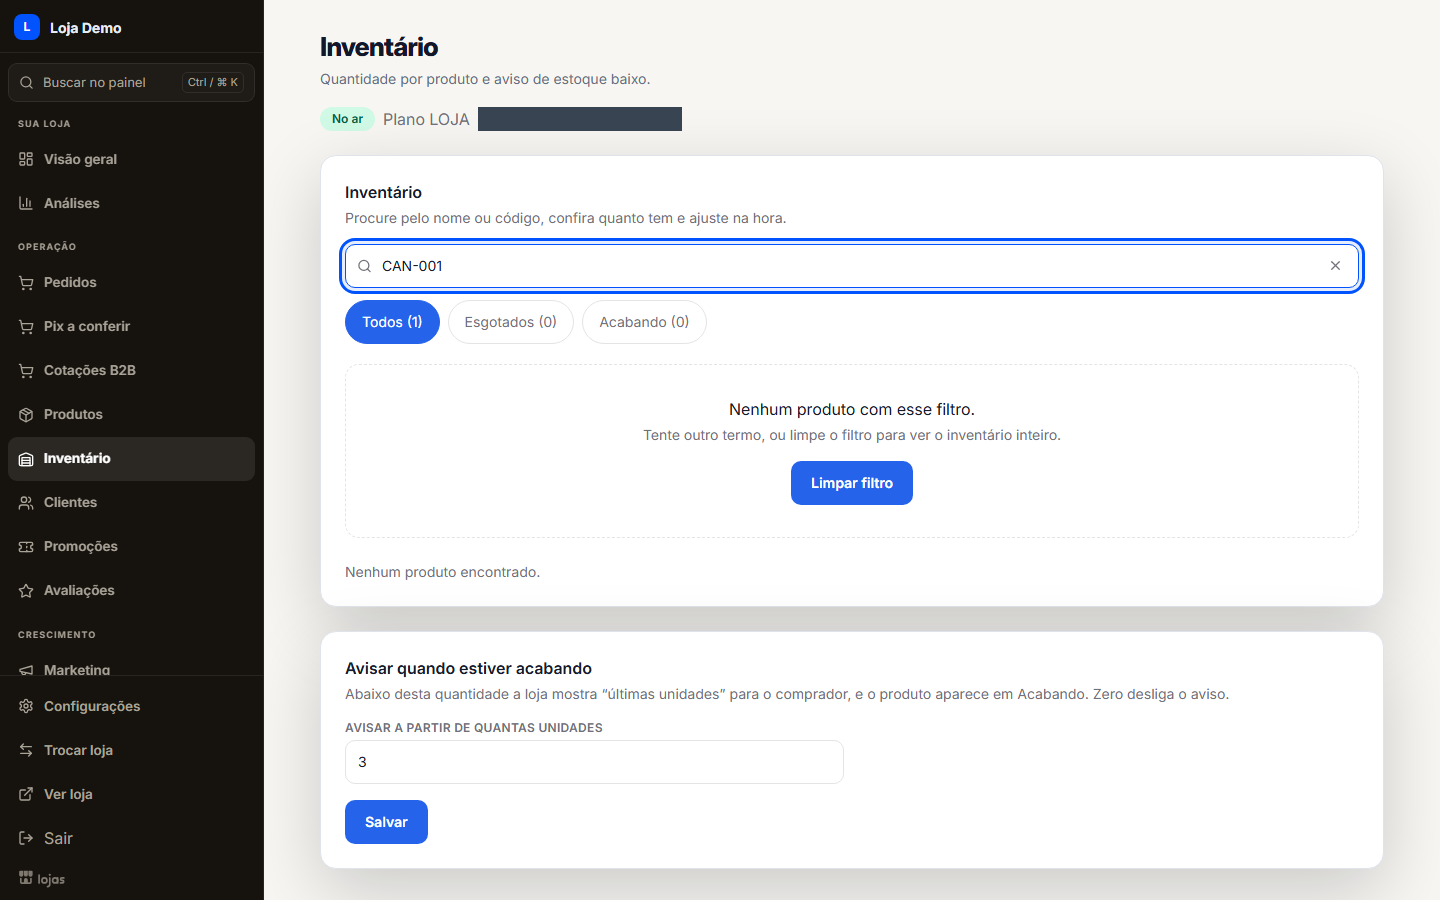 L Loja Demo
Buscar no painel Ctrl / ⌘ K
SUA LOJA
Visão geral
Análises
OPERAÇÃO
Pedidos
Pix a conferir
Cotações B2B
Produtos
Inventário
Clientes
Promoções
Avaliações
CRESCIMENTO
Marketing
Configurações
Trocar loja
Ver loja
Sair
lojas
Inventário
Quantidade por produto e aviso de estoque baixo.
No ar Plano LOJA
Inventário
Procure pelo nome ou código, confira quanto tem e ajuste na hora.
CAN-001
Todos (1) Esgotados (0) Acabando (0)
Nenhum produto com esse filtro.
Tente outro termo, ou limpe o filtro para ver o inventário inteiro.
Limpar filtro
Nenhum produto encontrado.
Avisar quando estiver acabando
Abaixo desta quantidade a loja mostra “últimas unidades” para o comprador, e o produto aparece em Acabando. Zero desliga o aviso.
AVISAR A PARTIR DE QUANTAS UNIDADES
3
Salvar